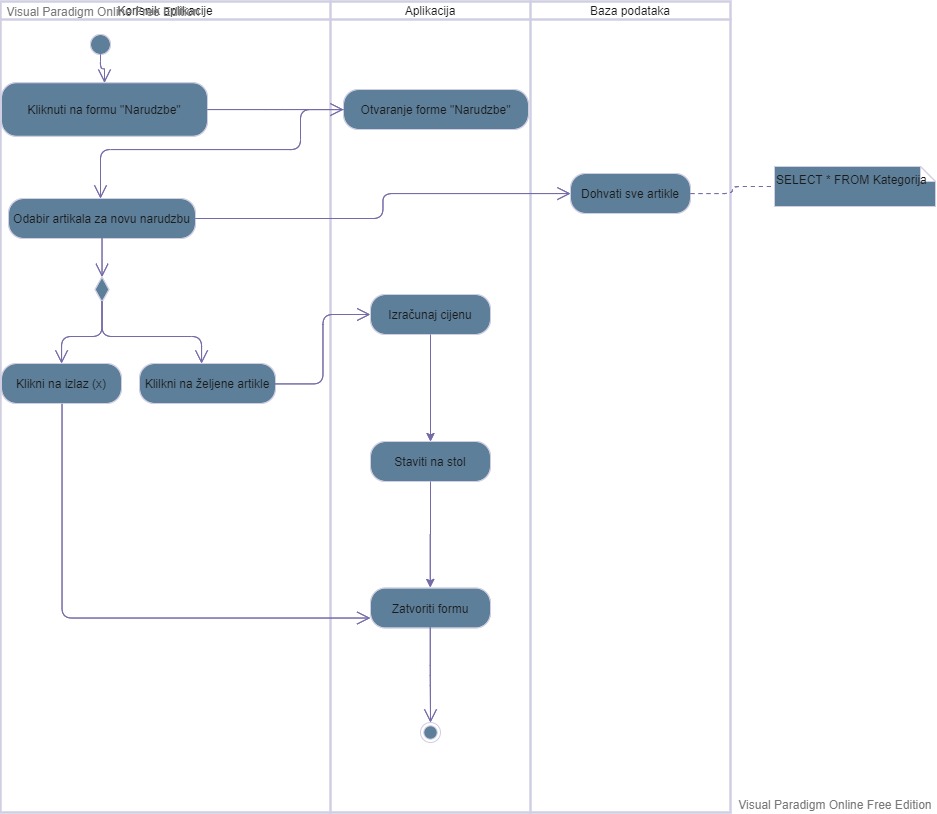 Visual Paradigm Online Free Edition
Korisnik aplikacije
Aplikacija
Baza podataka
Kliknuti na formu "Narudzbe"
Otvaranje forme "Narudzbe"
SELECT * FROM Kategorija
Dohvati sve artikle
Odabir artikala za novu narudzbu
Izračunaj cijenu
Klikni na izlaz (x)
Klilkni na željene artikle
Staviti na stol
Zatvoriti formu
Visual Paradigm Online Free Edition